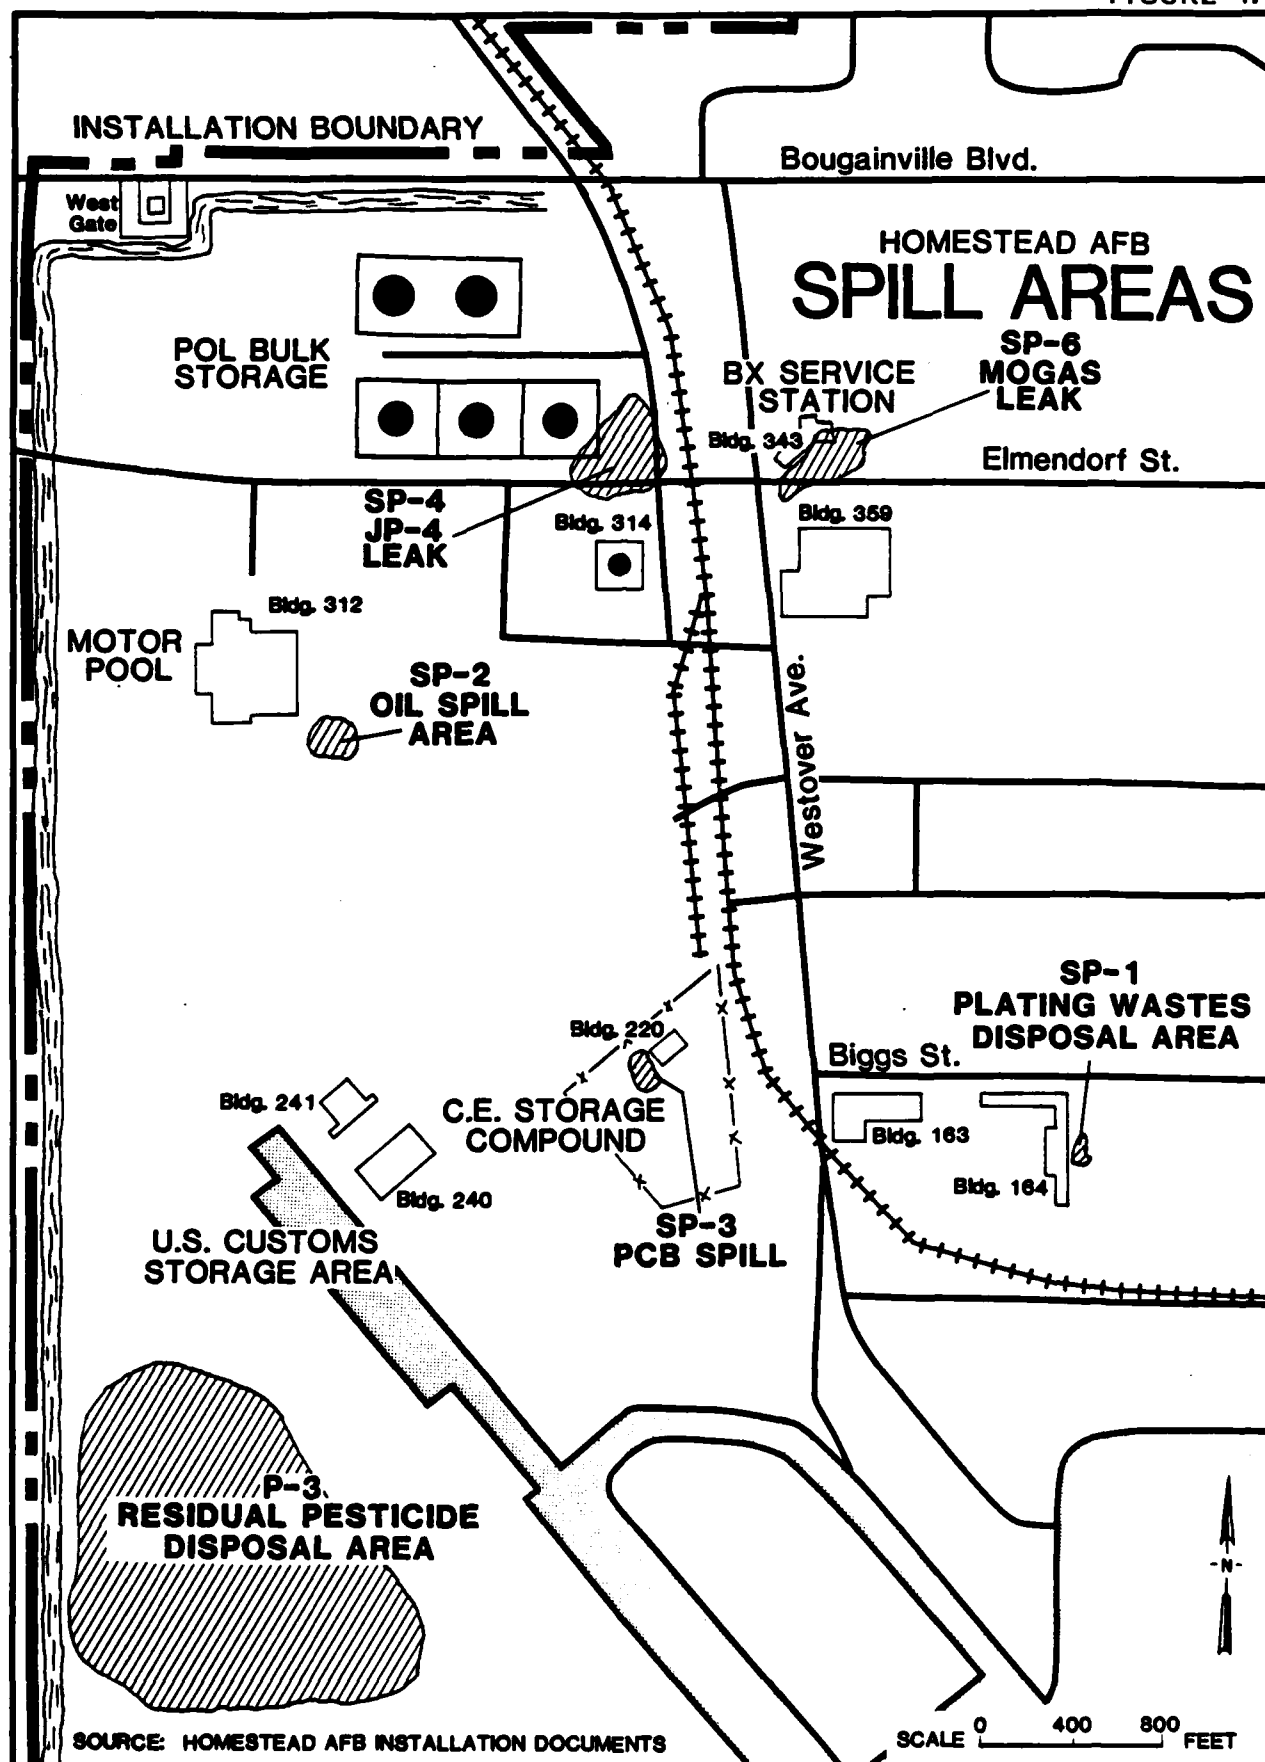 INSTALLATION BOUNDARY
Bougainville Blvd.
West
Gate
HOMESTEAD AFB
SPILL AREAS
SP-6
MOGAS
LEAK
POL BULK
STORAGE
BX SERVICE
STATION
Bldg. 343
Elmendorf St.
SP-4
JP-4
LEAK
Bldg. 314
Bldg. 359
Bldg. 312
MOTOR
POOL
SP-2
OIL SPILL
AREA
Westover Ave.
SP-1
PLATING WASTES
DISPOSAL AREA
Bldg. 220
Biggs St.
Bldg. 241
C.E. STORAGE
COMPOUND
Bldg. 163
Bldg. 164
Bldg. 240
SP-3
PCB SPILL
U.S. CUSTOMS
STORAGE AREA
P-3
RESIDUAL PESTICIDE
DISPOSAL AREA
-N-
SOURCE: HOMESTEAD AFB INSTALLATION DOCUMENTS
SCALE 0 400 800 FEET